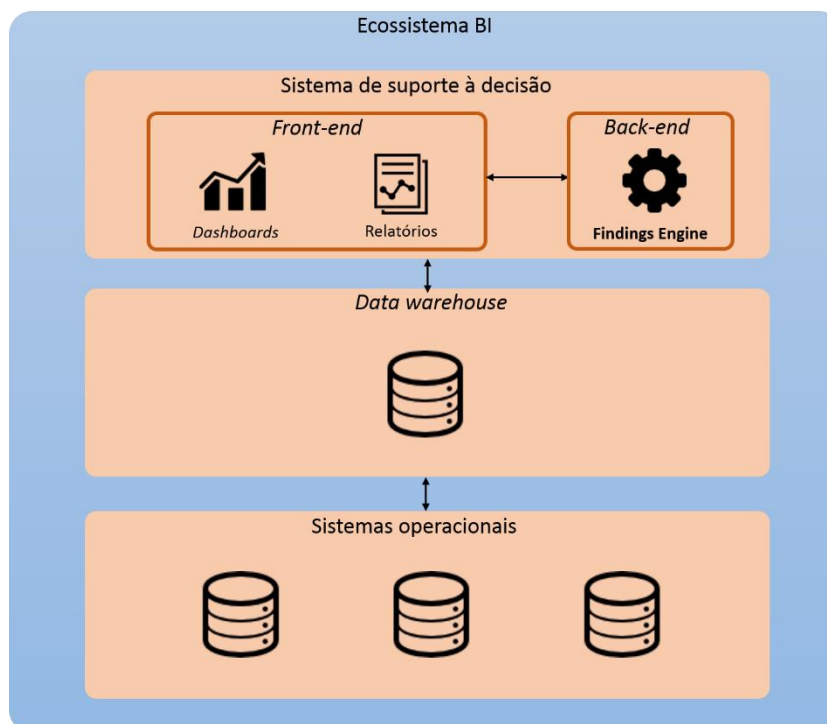 Ecossistema BI
Sistema de suporte à decisão
Front-end
Back-end
Dashboards
Relatórios
Findings Engine
Data warehouse
Sistemas operacionais